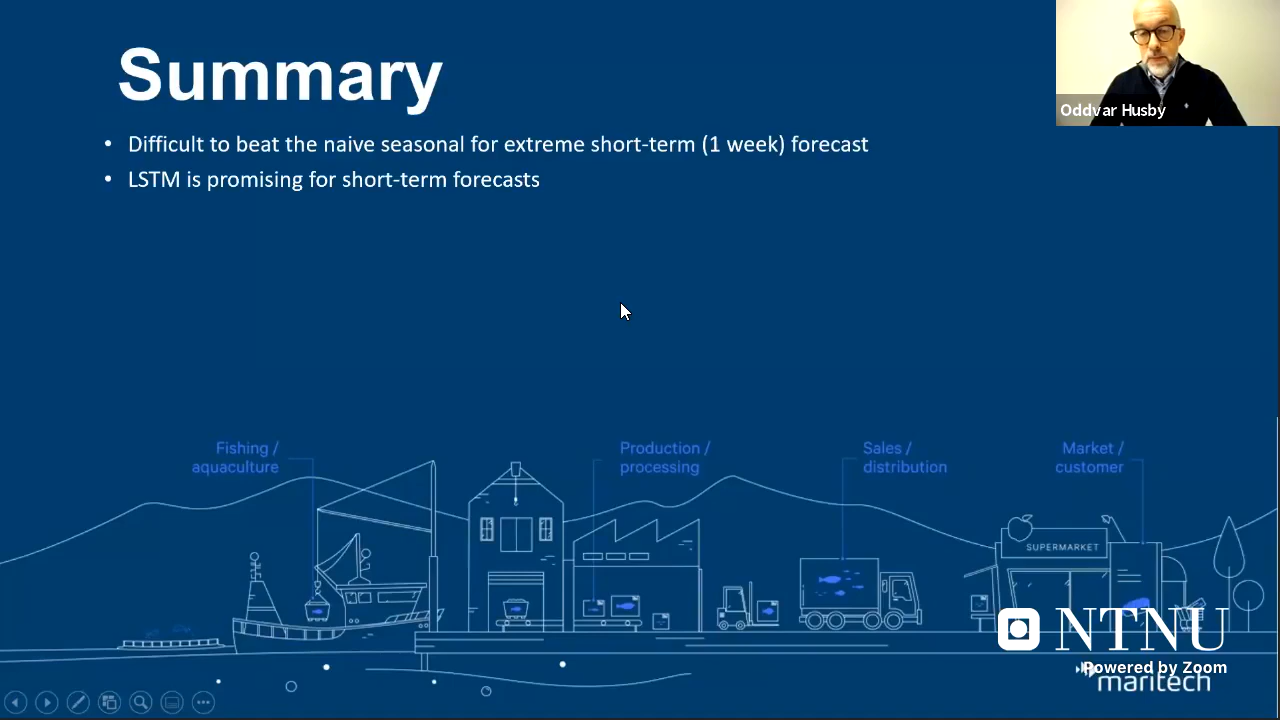 Summary
Oddvar Husby
• Difficult to beat the naive seasonal for extreme short-term (1 week) forecast
• LSTM is promising for short-term forecasts
Fishing /
aquaculture
Production /
processing
Sales /
distribution
Market /
customer
SUPERMARKET
NTNU
Powered by Zoom
maritech